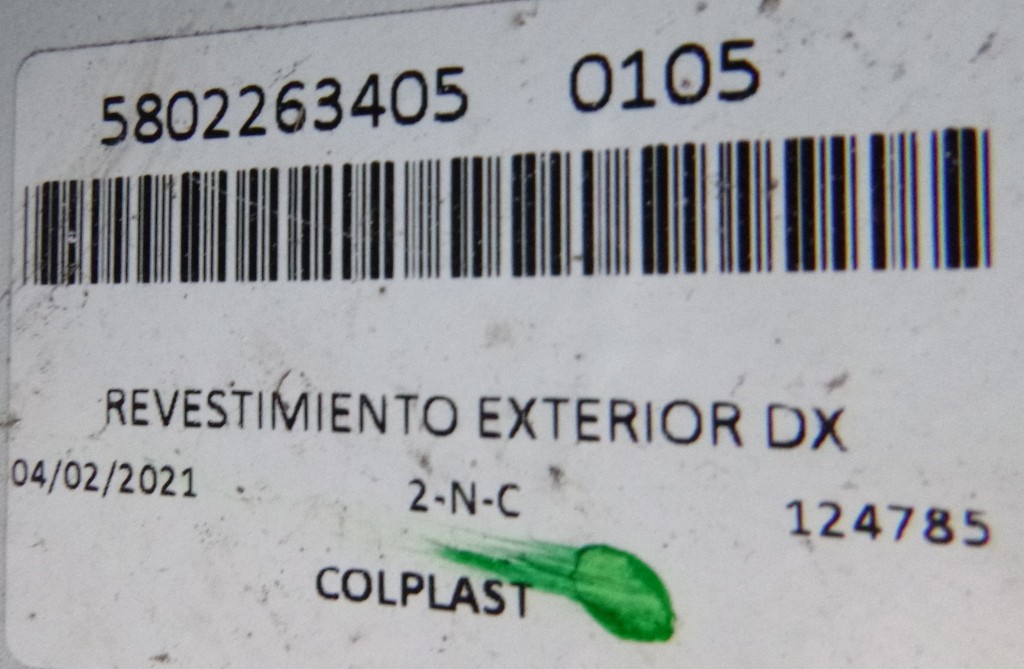 5802263405 0105
REVESTIMIENTO EXTERIOR DX
04/02/2021 2-N-C 124785
COLPLAST